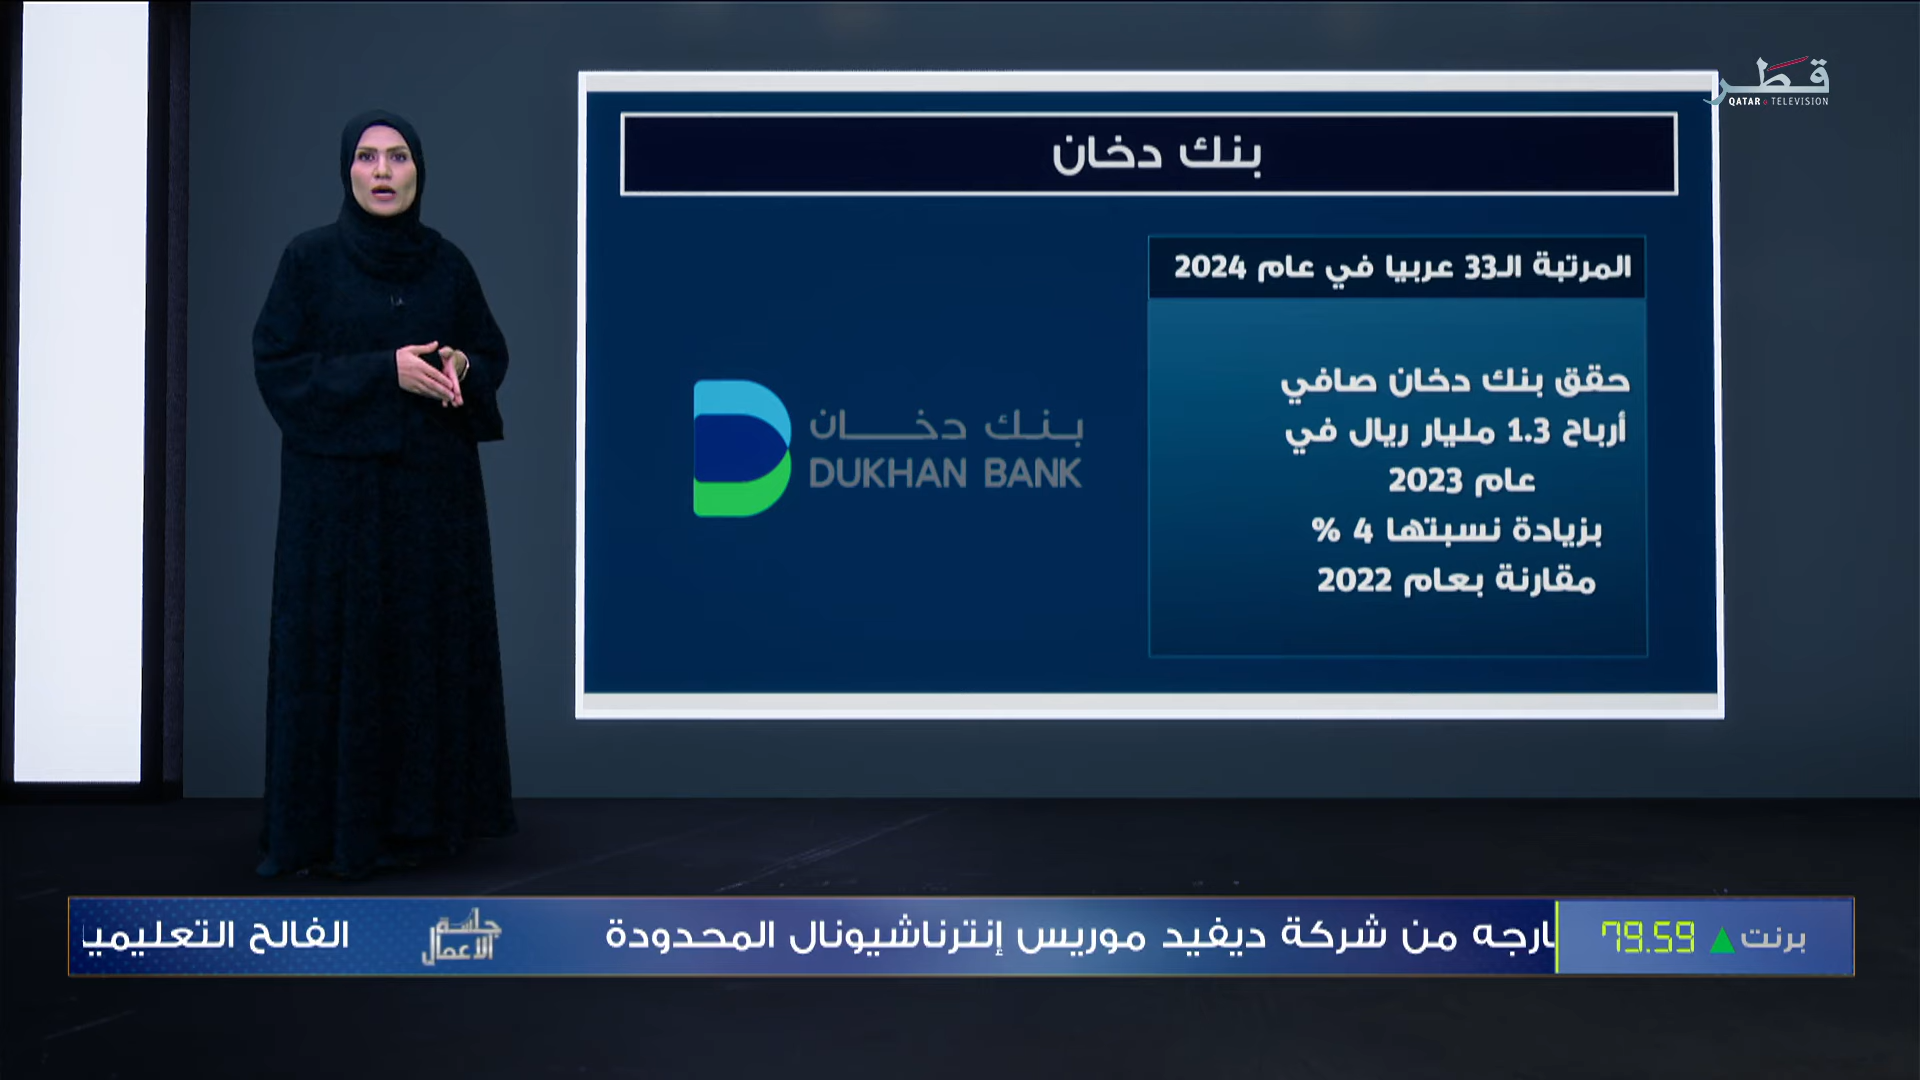 قطر
QATAR TELEVISION
بنك دخان
المرتبة الـ33 عربيا في عام 2024
حقق بنك دخان صافي
أرباح 1.3 مليار ريال في
عام 2023
بزيادة نسبتها 4 %
مقارنة بعام 2022
بنك دخان
DUKHAN BANK
برنت 79.59
ارجه من شركة ديفيد موريس إنترناشيونال المحدودة
جلسة الأعمال
الفالح التعليمي